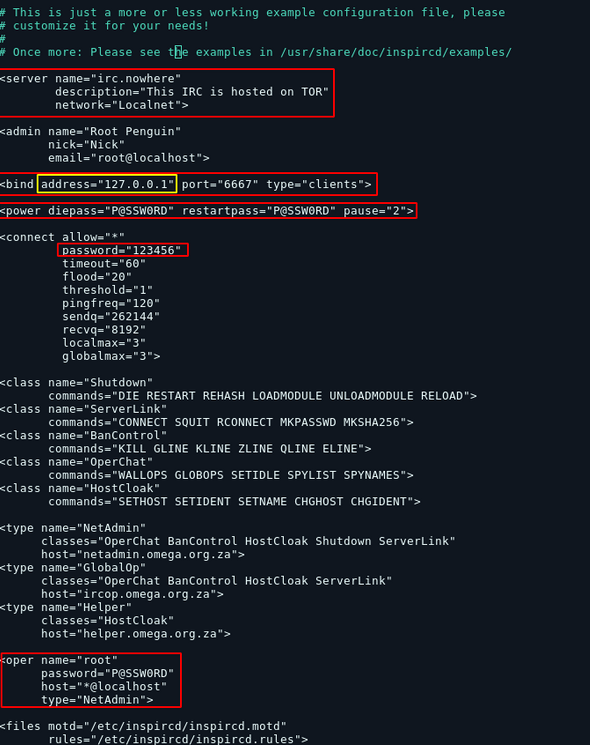 # This is just a more or less working example configuration file, please
# customize it for your needs!
#
# Once more: Please see the examples in /usr/share/doc/inspircd/examples/
<server name="irc.nowhere"
description="This IRC is hosted on TOR"
network="Localnet">
<admin name="Root Penguin"
nick="Nick"
email="root@localhost">
<bind address="127.0.0.1" port="6667" type="clients">
<power diepass="P@SSW0RD" restartpass="P@SSW0RD" pause="2">
<connect allow="*"
password="123456"
timeout="60"
flood="20"
threshold="1"
pingfreq="120"
sendq="262144"
recvq="8192"
localmax="3"
globalmax="3">
<class name="Shutdown"
commands="DIE RESTART REHASH LOADMODULE UNLOADMODULE RELOAD">
<class name="ServerLink"
commands="CONNECT SQUIT RCONNECT MKPASSWD MKSHA256">
<class name="BanControl"
commands="KILL GLINE KLINE ZLINE QLINE ELINE">
<class name="OperChat"
commands="WALLOPS GLOBOPS SETIDLE SPYLIST SPYNAMES">
<class name="HostCloak"
commands="SETHOST SETIDENT SETNAME CHGHOST CHGIDENT">
<type name="NetAdmin"
classes="OperChat BanControl HostCloak Shutdown ServerLink"
host="netadmin.omega.org.za">
<type name="GlobalOp"
classes="OperChat BanControl HostCloak ServerLink"
host="ircop.omega.org.za">
<type name="Helper"
classes="HostCloak"
host="helper.omega.org.za">
<oper name="root"
password="P@SSW0RD"
host="*@localhost"
type="NetAdmin">
<files motd="/etc/inspircd/inspircd.motd"
rules="/etc/inspircd/inspircd.rules">